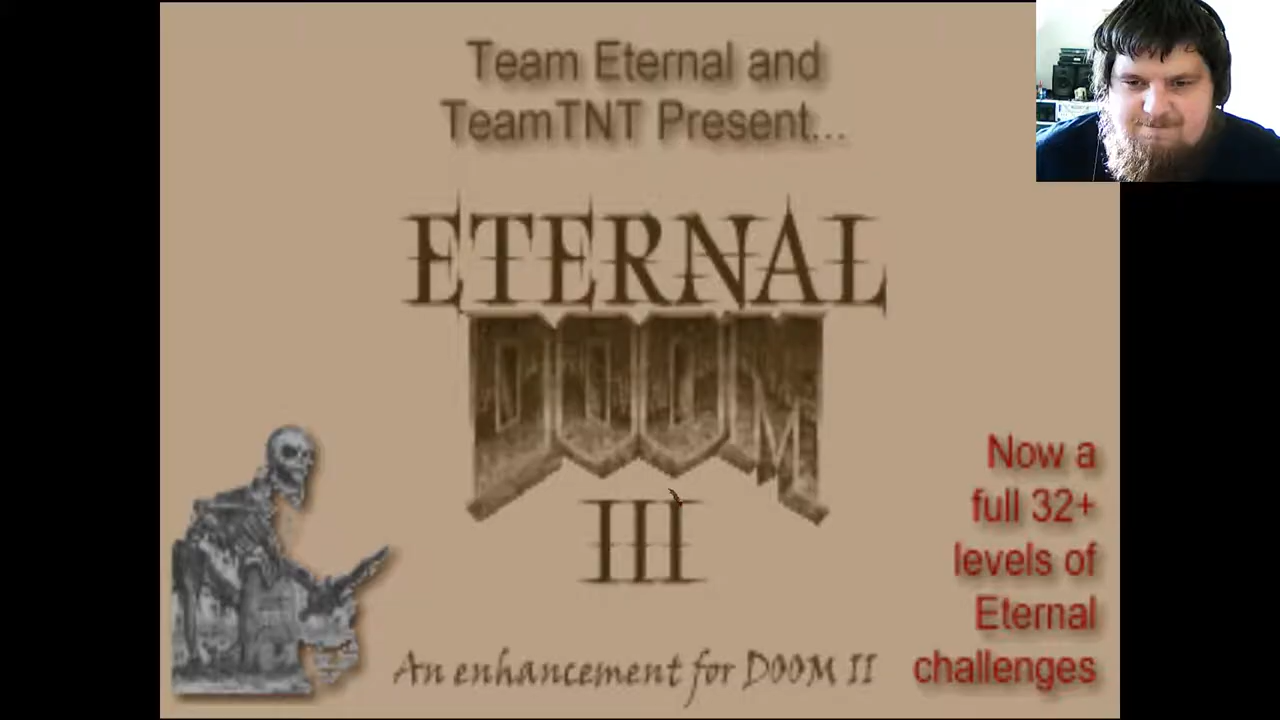 Team Eternal and
TeamTNT Present...
ETERNAL
DOOM
III
Now a
full 32+
levels of
Eternal
challenges
An enhancement for DOOM II